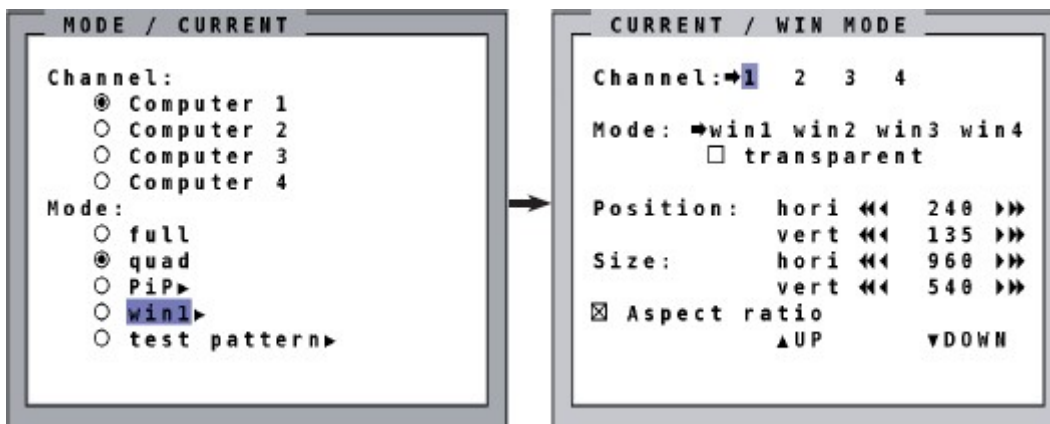 MODE / CURRENT
Channel:
Computer 1
Computer 2
Computer 3
Computer 4
Mode:
full
quad
PiP▶
win1▶
test pattern▶
CURRENT / WIN MODE
Channel:➡1 2 3 4
Mode: ➡win1 win2 win3 win4
transparent
Position: hori 240
vert 135
Size: hori 960
vert 540
Aspect ratio
▲UP ▼DOWN